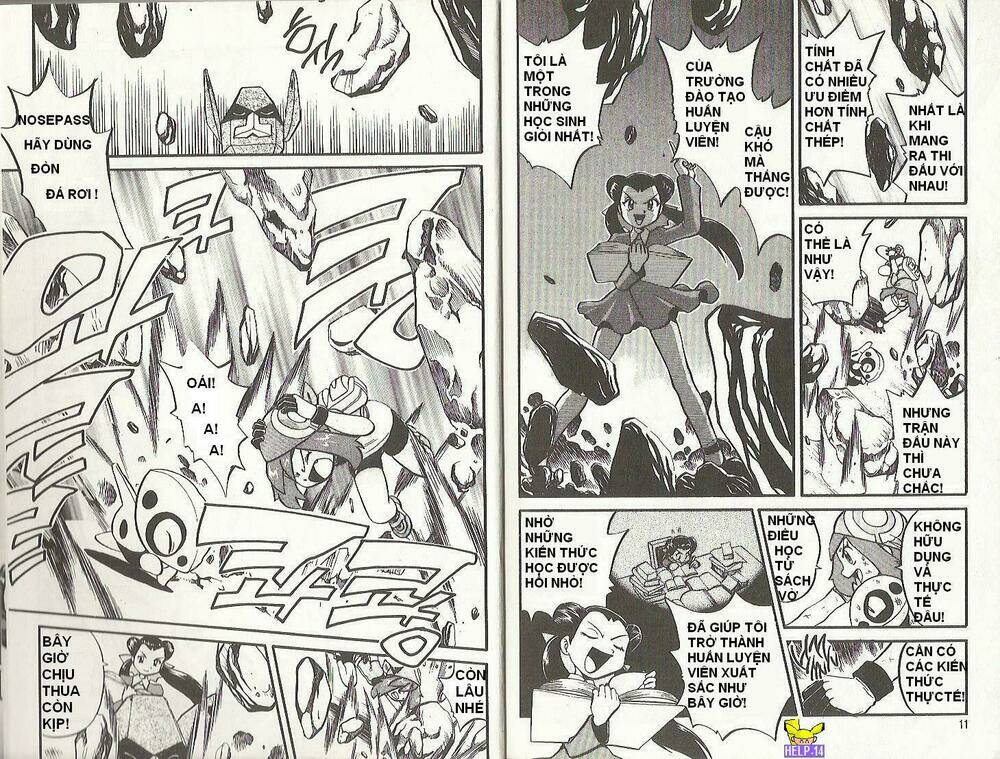 TÍNH
CHẤT ĐÃ
CÓ NHIỀU
ƯU ĐIỂM
HƠN TÍNH
CHẤT
THÉP!
NHẤT LÀ
KHI
MANG
RA THI
ĐẤU VỚI
NHAU!
CÓ
THỂ LÀ
NHƯ
VẬY!
NHƯNG
TRẬN
ĐẤU NÀY
THÌ
CHƯA
CHẮC!
TÔI LÀ
MỘT
TRONG
NHỮNG
HỌC SINH
GIỎI NHẤT!
CỦA
TRƯỜNG
ĐÀO TẠO
HUẤN
LUYỆN
VIÊN!
CẬU
KHÓ
MÀ
THẮNG
ĐƯỢC!
NHỜ
NHỮNG
KIẾN THỨC
HỌC ĐƯỢC
HỒI NHỎ!
ĐÃ GIÚP TÔI
TRỞ THÀNH
HUẤN LUYỆN
VIÊN XUẤT
SẮC NHƯ
BÂY GIỜ!
NHỮNG
ĐIỀU
HỌC
TỪ
SÁCH
VỞ
KHÔNG
HỮU
DỤNG
VÀ
THỰC
TẾ
ĐÂU!
CẦN CÓ
CÁC KIẾN
THỨC
THỰCTẾ!
11
HELP-14
NOSEPASS
HÃY DÙNG
ĐÒN
ĐÁ RƠI !
OÁI!
A!
A!
A!
BÂY
GIỜ
CHỊU
THUA
CÒN
KỊP!
CÒN
LÂU
NHÉ